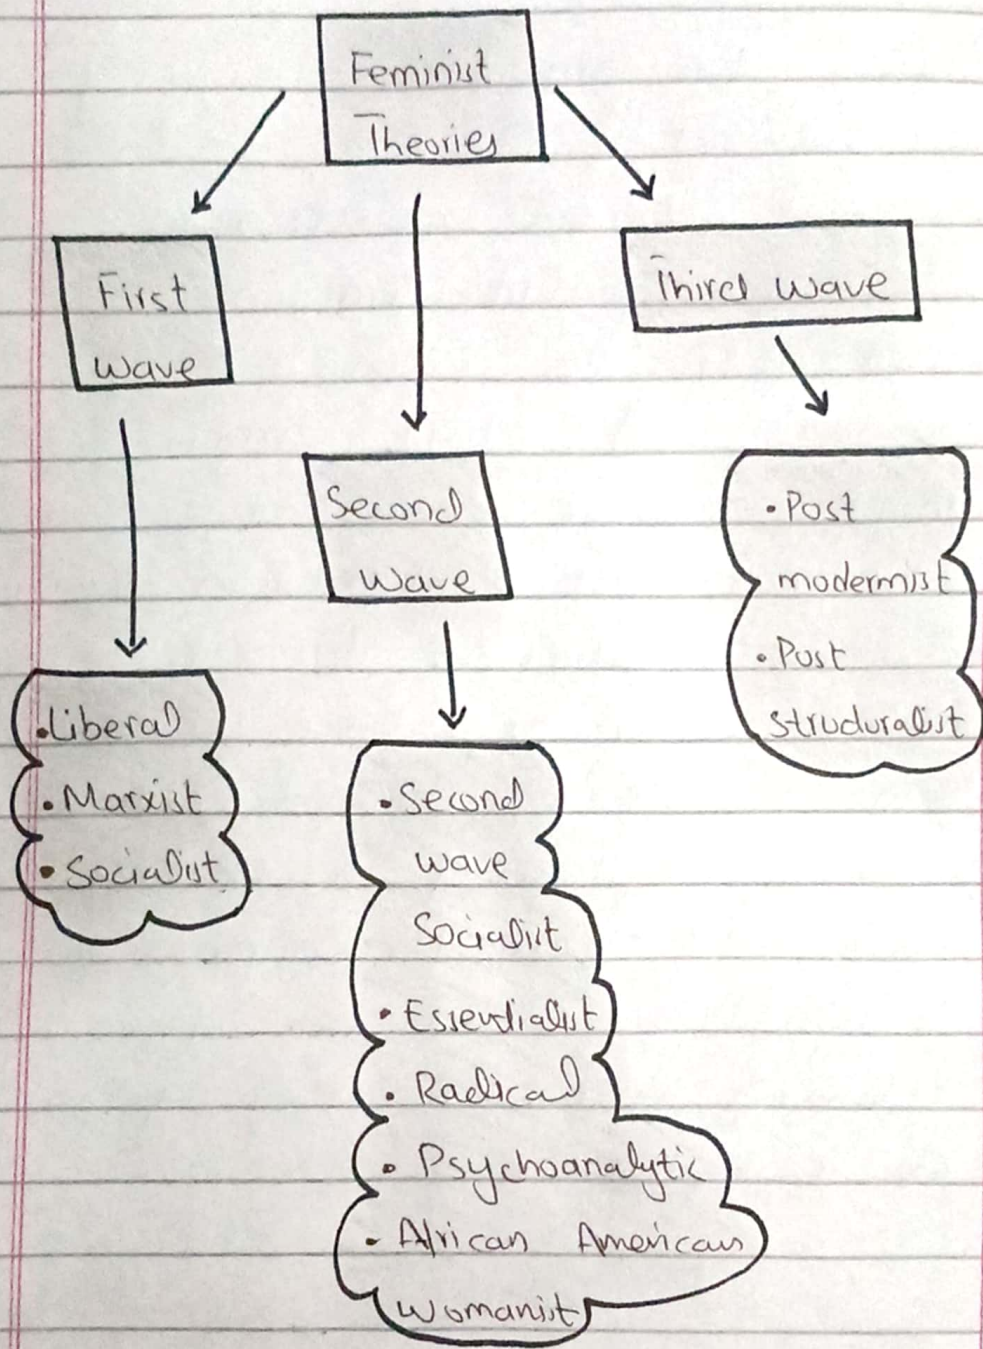 Feminist
Theories
First
Wave
Third Wave
Second
Wave
• Liberal
• Marxist
• Socialist
• Second
wave
Socialist
• Essentialist
• Radical
• Psychoanalytic
• African American
Womanist
• Post
modernist
• Post
structuralist